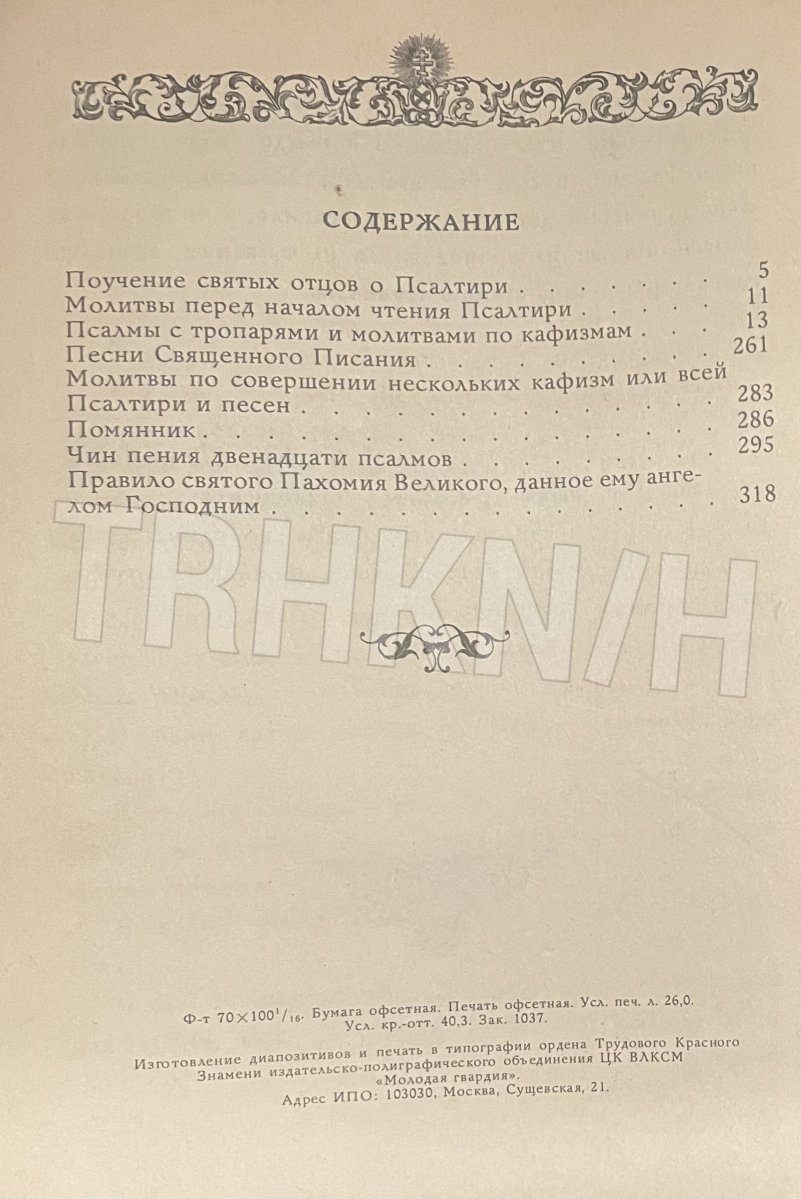 СОДЕРЖАНИЕ
Поучение святых отцов о Псалтири . . . . . . . 5
Молитвы перед началом чтения Псалтири . . . . . 11
Псалмы с тропарями и молитвами по кафизмам . . . 13
Песни Священного Писания . . . . . . . . . . 261
Молитвы по совершении нескольких кафизм или всей
Псалтири и песен . . . . . . . . . . . . . . 283
Помянник . . . . . . . . . . . . . . . . . 286
Чин пения двенадцати псалмов . . . . . . . . . 295
Правило святого Пахомия Великого, данное ему анге-
лом Господним . . . . . . . . . . . . . . . 318
TRHKN/H
Ф-т 70×100¹/₁₆. Бумага офсетная. Печать офсетная. Усл. печ. л. 26,0.
Усл. кр.-отт. 40,3. Зак. 1037.
Изготовление диапозитивов и печать в типографии ордена Трудового Красного
Знамени издательско-полиграфического объединения ЦК ВЛКСМ
«Молодая гвардия».
Адрес ИПО: 103030, Москва, Сущевская, 21.